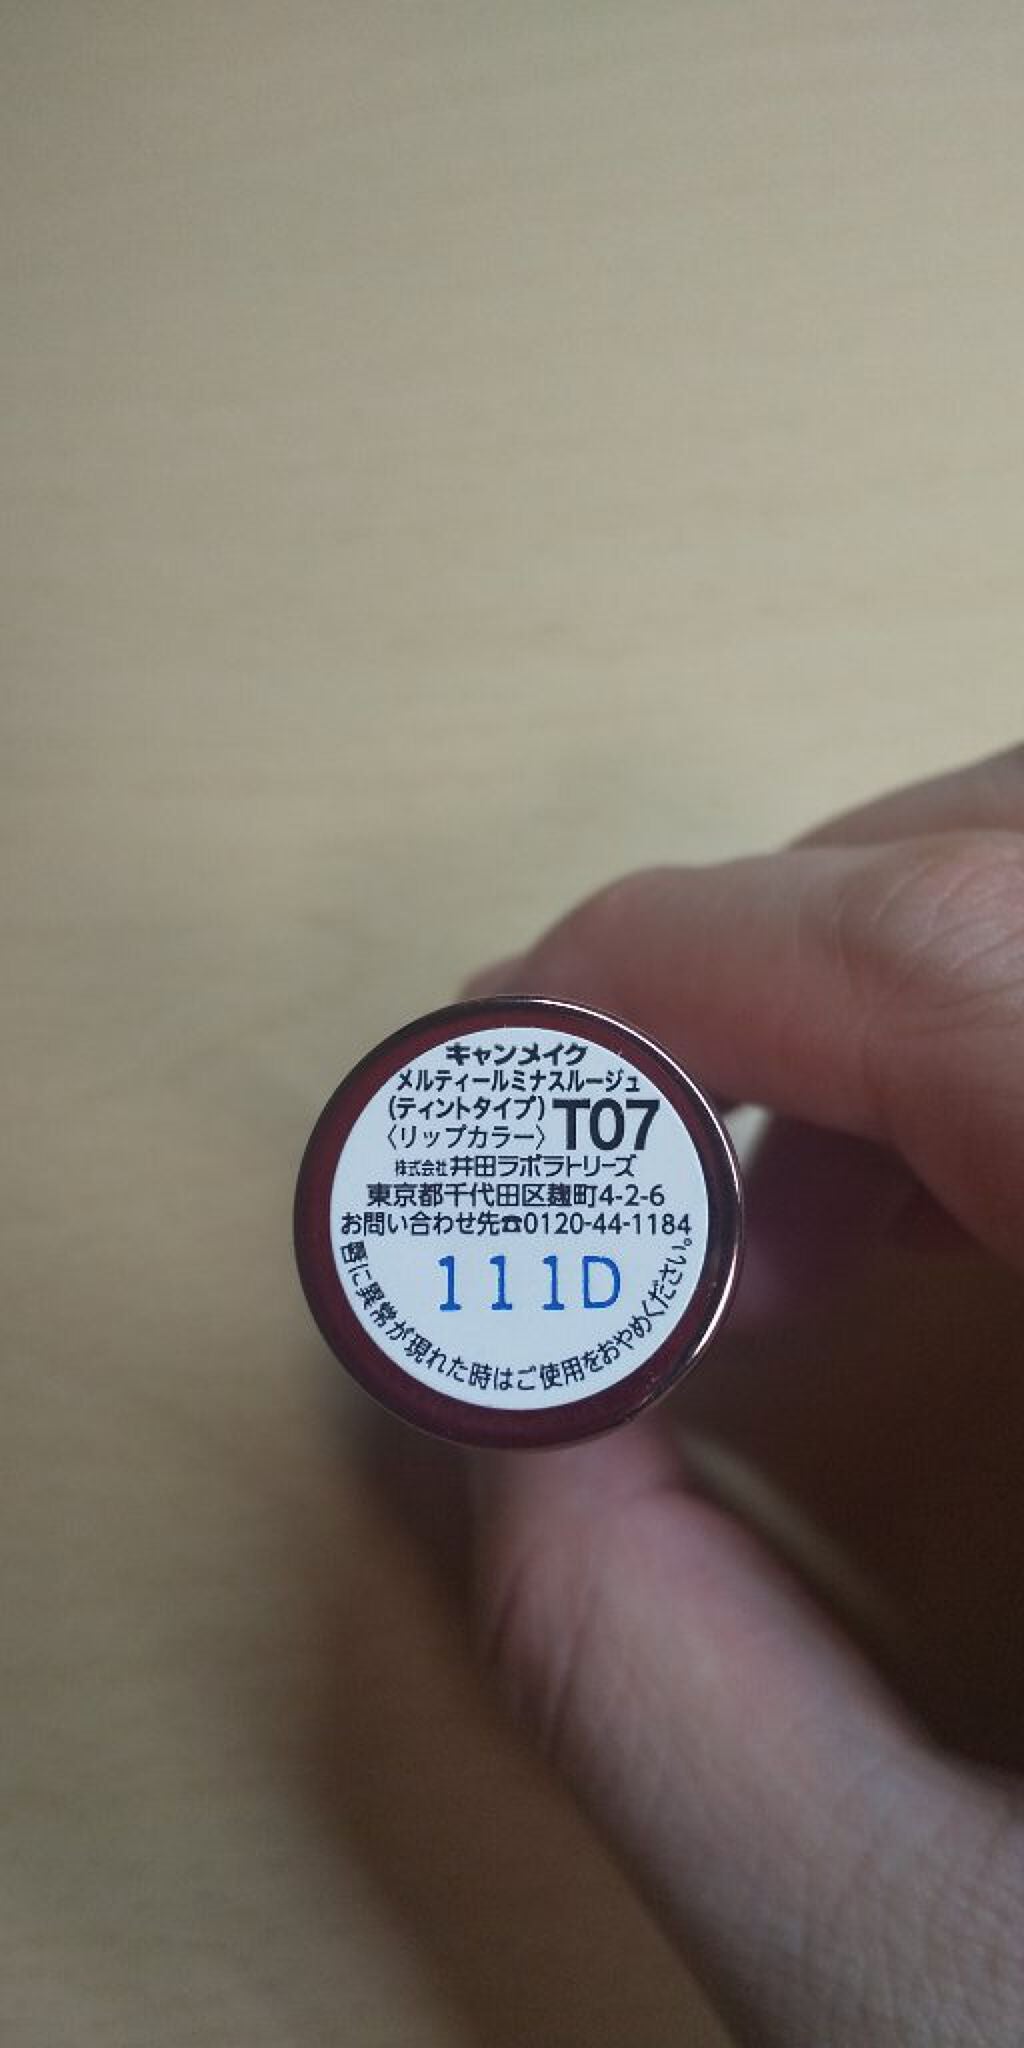 キャンメイク
メルティールミナスルージュ
(ティントタイプ)
〈リップカラー〉
T07
株式会社井田ラボラトリーズ
東京都千代田区麹町4-2-6
お問い合わせ先☎0120-44-1184
111D
唇に異常が現れた時はご使用をおやめください。